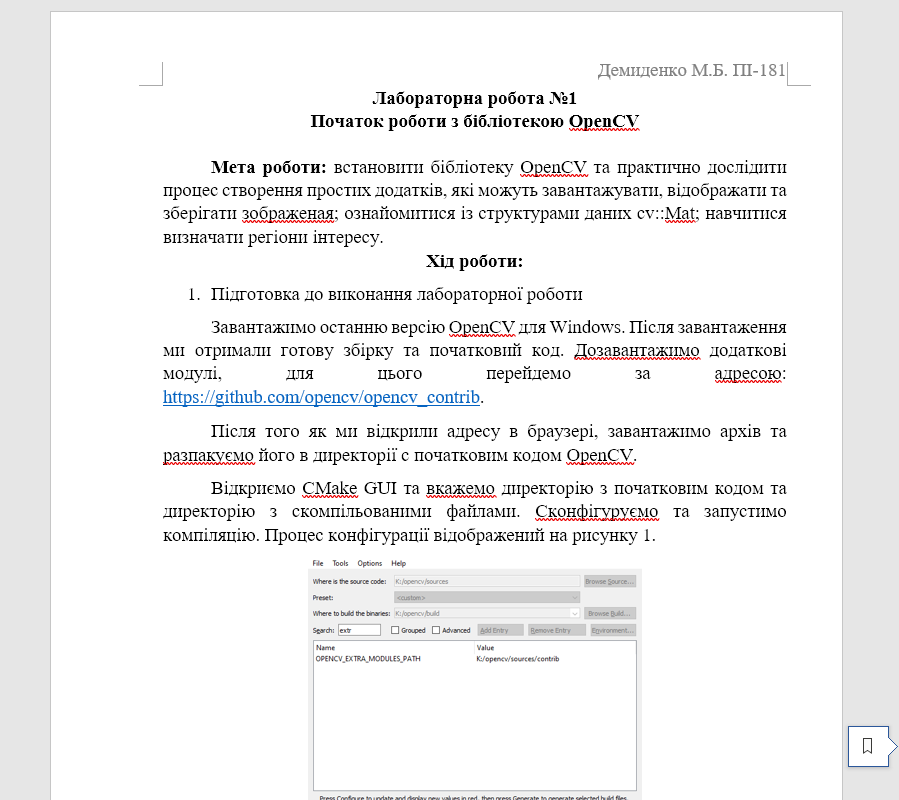 Демиденко М.Б. ПІ-181
Лабораторна робота №1
Початок роботи з бібліотекою OpenCV
Мета роботи: встановити бібліотеку OpenCV та практично дослідити
процес створення простих додатків, які можуть завантажувати, відображати та
зберігати зображеная; ознайомитися із структурами даних cv::Mat; навчитися
визначати регіони інтересу.
Хід роботи:
1. Підготовка до виконання лабораторної роботи
Завантажимо останню версію OpenCV для Windows. Після завантаження
ми отримали готову збірку та початковий код. Дозавантажимо додаткові
модулі, для цього перейдемо за адресою:
https://github.com/opencv/opencv_contrib.
Після того як ми відкрили адресу в браузері, завантажимо архів та
разпакуємо його в директорії с початковим кодом OpenCV.
Відкриємо CMake GUI та вкажемо директорію з початковим кодом та
директорію з скомпільованими файлами. Сконфігуруємо та запустимо
компіляцію. Процес конфігурації відображений на рисунку 1.
File Tools Options Help
Where is the source code: K:/opencv/sources Browse Source...
Preset: <custom>
Where to build the binaries: K:/opencv/build Browse Build...
Search: extr Grouped Advanced Add Entry Remove Entry Environment...
Name Value
OPENCV_EXTRA_MODULES_PATH K:/opencv/sources/contrib
Press Configure to update and display new values in red, then press Generate to generate selected build files.